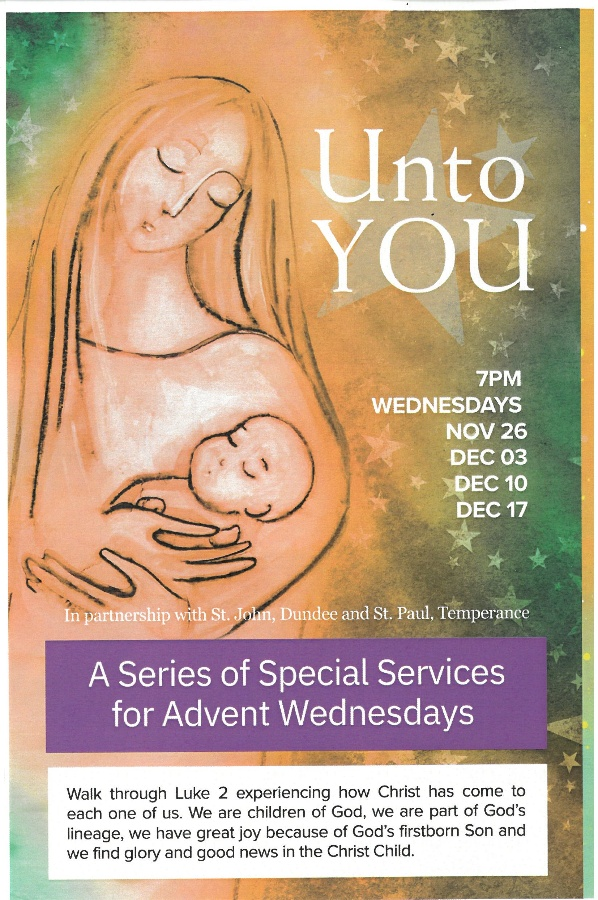 Unto
YOU
7PM
WEDNESDAYS
NOV 26
DEC 03
DEC 10
DEC 17
In partnership with St. John, Dundee and St. Paul, Temperance
A Series of Special Services
for Advent Wednesdays
Walk through Luke 2 experiencing how Christ has come to
each one of us. We are children of God, we are part of God's
lineage, we have great joy because of God's firstborn Son and
we find glory and good news in the Christ Child.